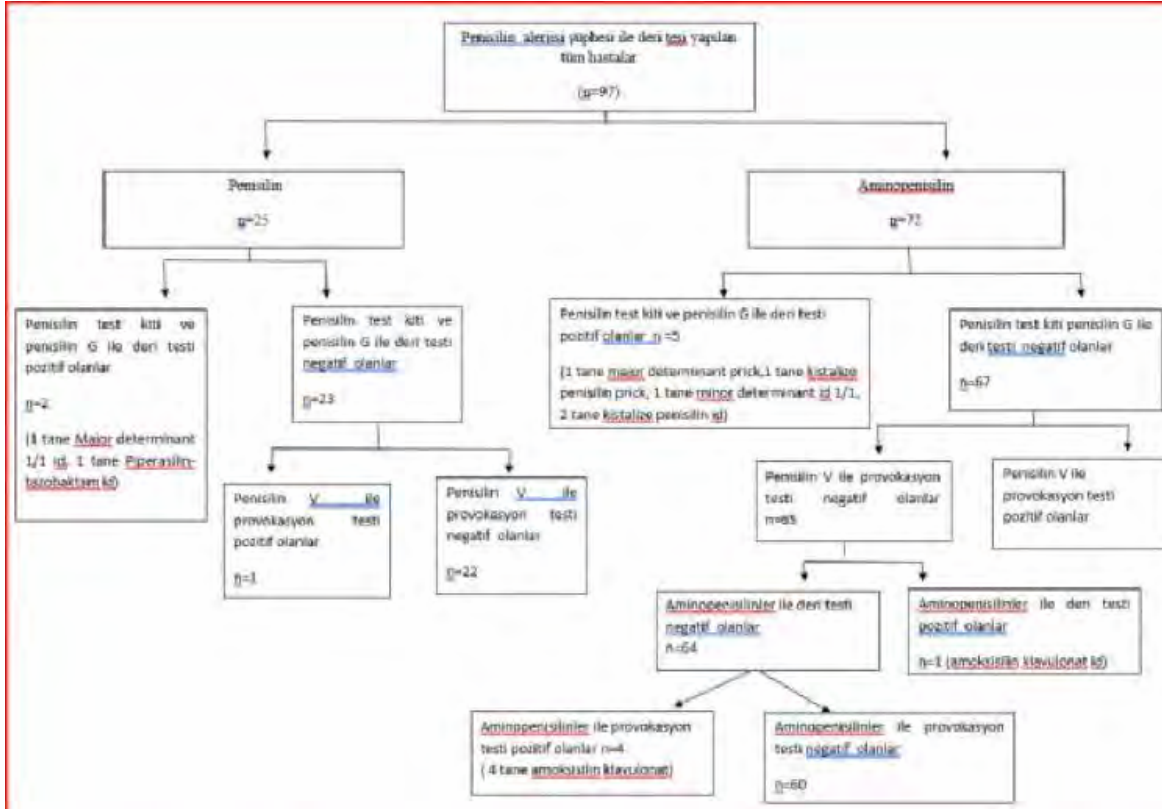 Penisilin alerjisi şüphesi ile deri tesi yapılan
tüm hastalar
(n=97)
Penisilin
n=25
Aminopenisilin
n=72
Penisilin test kiti ve
penisilin G ile deri testi
pozitif olanlar
n=2
(1 tane Major determinant
1/1 id, 1 tane Piperasilin-
tazobaktam id)
Penisilin test kiti ve
penisilin G ile deri testi
negatif olanlar
n=23
Penisilin test kiti ve penisilin G ile deri testi
pozitif olanlar n =5
(1 tane major determinant prick,1 tane kistalize
penisilin prick, 1 tane minor determinant id 1/1,
2 tane kistalize penisilin id)
Penisilin test kiti penisilin G ile
deri testi negatif olanlar
n=67
Penisilin V ile
provokasyon testi
pozitif olanlar
n=1
Penisilin V ile
provokasyon testi
negatif olanlar
n=22
Penisilin V ile provokasyon
testi negatif olanlar
n=65
Penisilin V ile
provokasyon testi
pozitif olanlar
Aminopenisilinler ile deri testi
negatif olanlar
n=64
Aminopenisilinler ile deri testi
pozitif olanlar
n=1 (amoksisilin klavulonat id)
Aminopenisilinler ile provokasyon
testi pozitif olanlar n=4
( 4 tane amoksisilin klavulonat)
Aminopenisilinler ile provokasyon
testi negatif olanlar
n=60